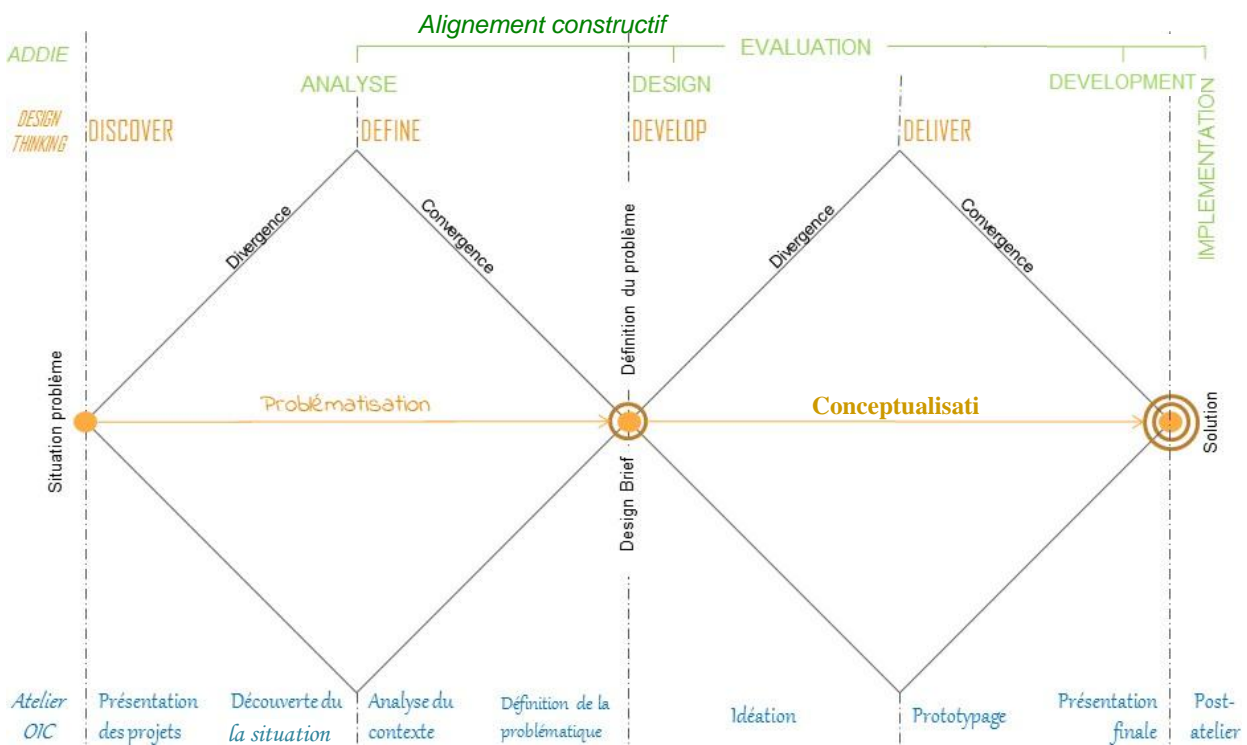 Alignement constructif
ADDIE
EVALUATION
ANALYSE
DESIGN
DEVELOPMENT
IMPLEMENTATION
DESIGN
THINKING
DISCOVER
DEFINE
DEVELOP
DELIVER
Divergence
Convergence
Divergence
Convergence
Situation problème
Problématisation
Définition du problème
Design Brief
Conceptualisati
Solution
Atelier
OIC
Présentation
des projets
Découverte du
la situation
Analyse du
contexte
Définition de la
problématique
Idéation
Prototypage
Présentation
finale
Post-
atelier